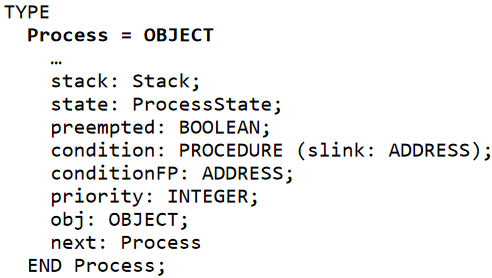 TYPE
Process = OBJECT
…
stack: Stack;
state: ProcessState;
preempted: BOOLEAN;
condition: PROCEDURE (slink: ADDRESS);
conditionFP: ADDRESS;
priority: INTEGER;
obj: OBJECT;
next: Process
END Process;